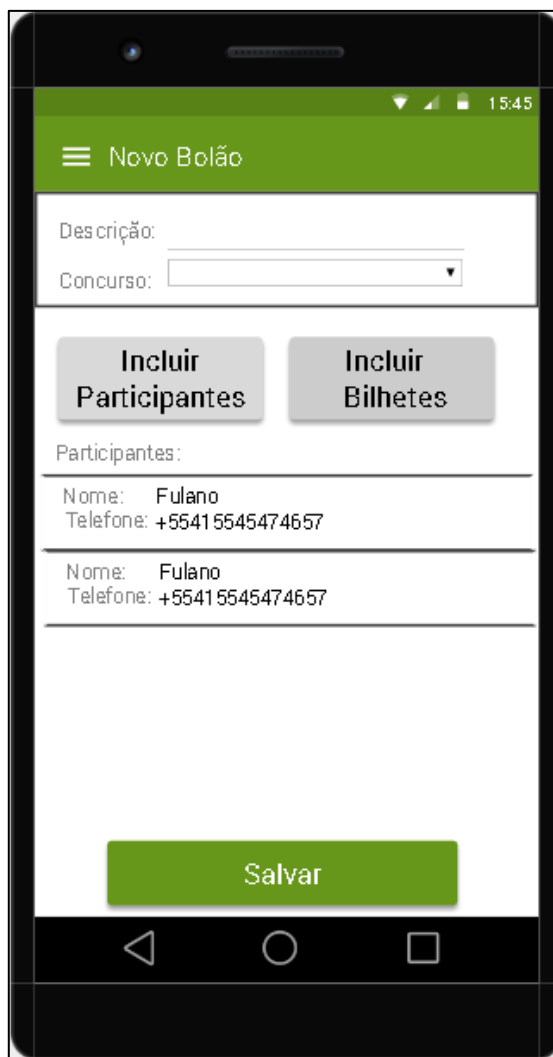 15:45
Novo Bolão
Descrição:
Concurso:
Incluir Participantes
Incluir Bilhetes
Participantes:
Nome: Fulano
Telefone: +55415545474657
Nome: Fulano
Telefone: +55415545474657
Salvar